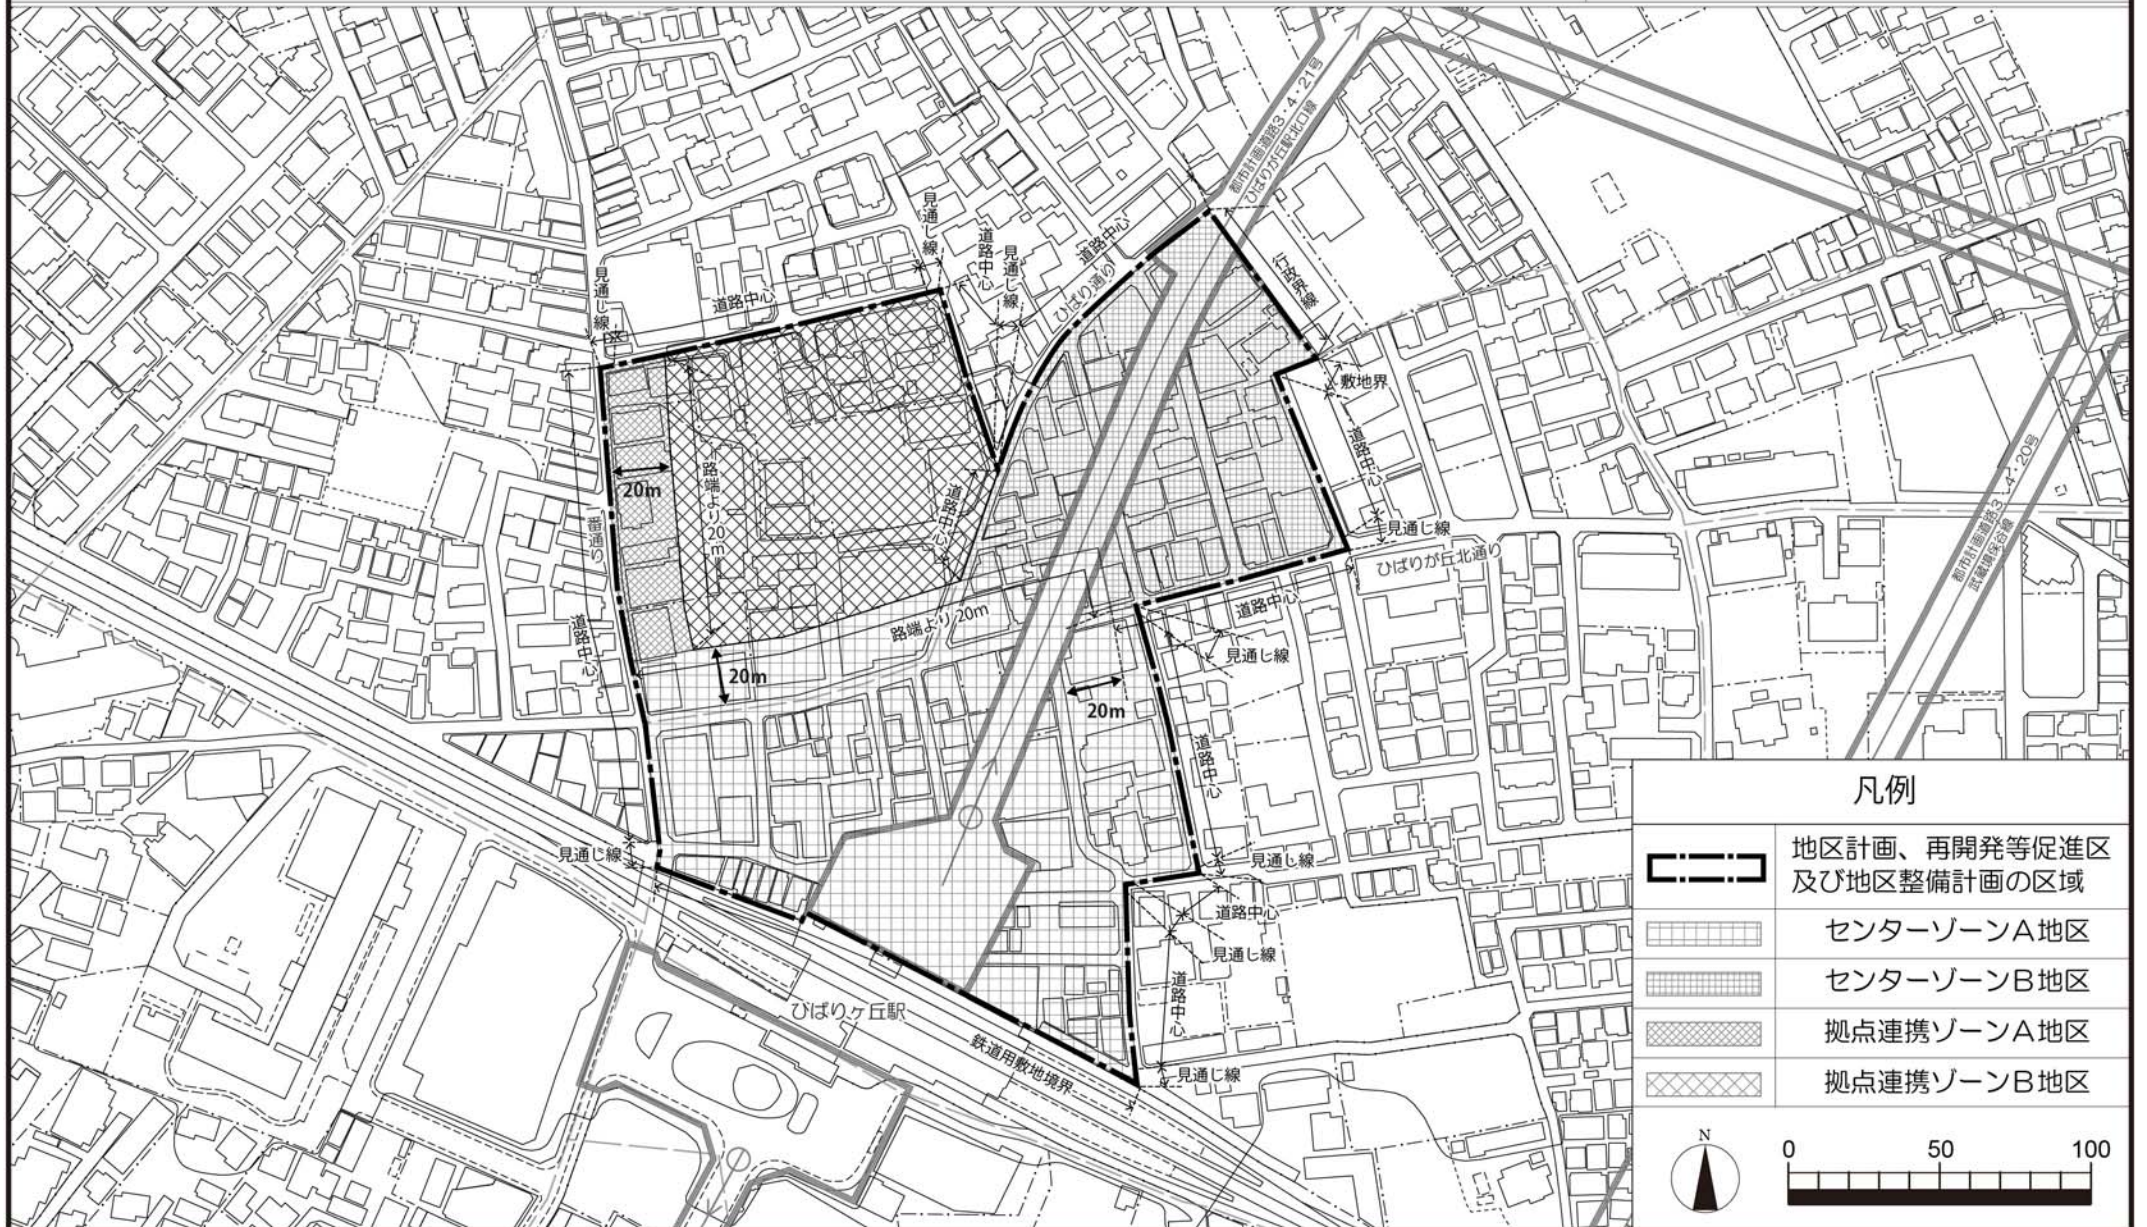 都市計画道路3・4・21号
ひばりが丘駅北口線
見通し線
道路中心
見通し線
道路中心
ひばり通り
行政界線
見通し線
道路中心
敷地界
道路中心
20m
路端より20m
道路中心
一番通り
見通し線
ひばりが丘北通り
道路中心
都市計画道路3・4・20号
武蔵境保谷線
路端より20m
道路中心
見通し線
20m
20m
道路中心
見通し線
見通し線
道路中心
見通し線
道路中心
ひばりヶ丘駅
鉄道用敷地境界
見通し線
凡例
地区計画、再開発等促進区
及び地区整備計画の区域
センターゾーンA地区
センターゾーンB地区
拠点連携ゾーンA地区
拠点連携ゾーンB地区
N
0 50 100